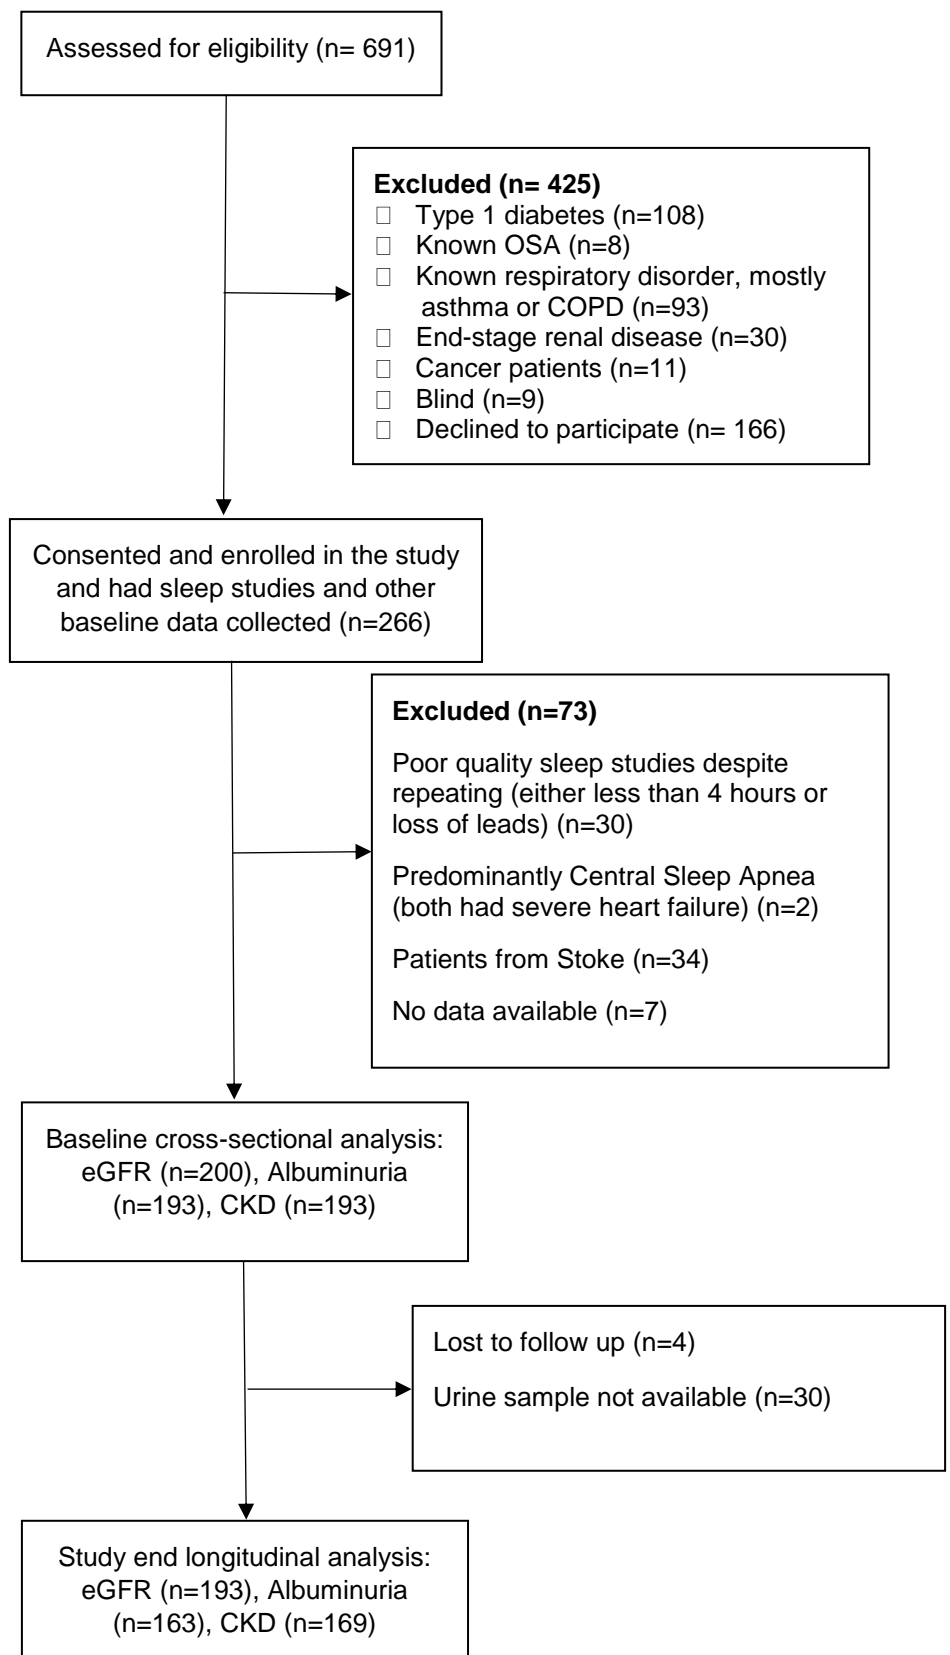 Assessed for eligibility (n= 691)
Excluded (n= 425)
Type 1 diabetes (n=108)
Known OSA (n=8)
Known respiratory disorder, mostly
asthma or COPD (n=93)
End-stage renal disease (n=30)
Cancer patients (n=11)
Blind (n=9)
Declined to participate (n= 166)
Consented and enrolled in the study
and had sleep studies and other
baseline data collected (n=266)
Excluded (n=73)
Poor quality sleep studies despite
repeating (either less than 4 hours or
loss of leads) (n=30)
Predominantly Central Sleep Apnea
(both had severe heart failure) (n=2)
Patients from Stoke (n=34)
No data available (n=7)
Baseline cross-sectional analysis:
eGFR (n=200), Albuminuria
(n=193), CKD (n=193)
Lost to follow up (n=4)
Urine sample not available (n=30)
Study end longitudinal analysis:
eGFR (n=193), Albuminuria
(n=163), CKD (n=169)